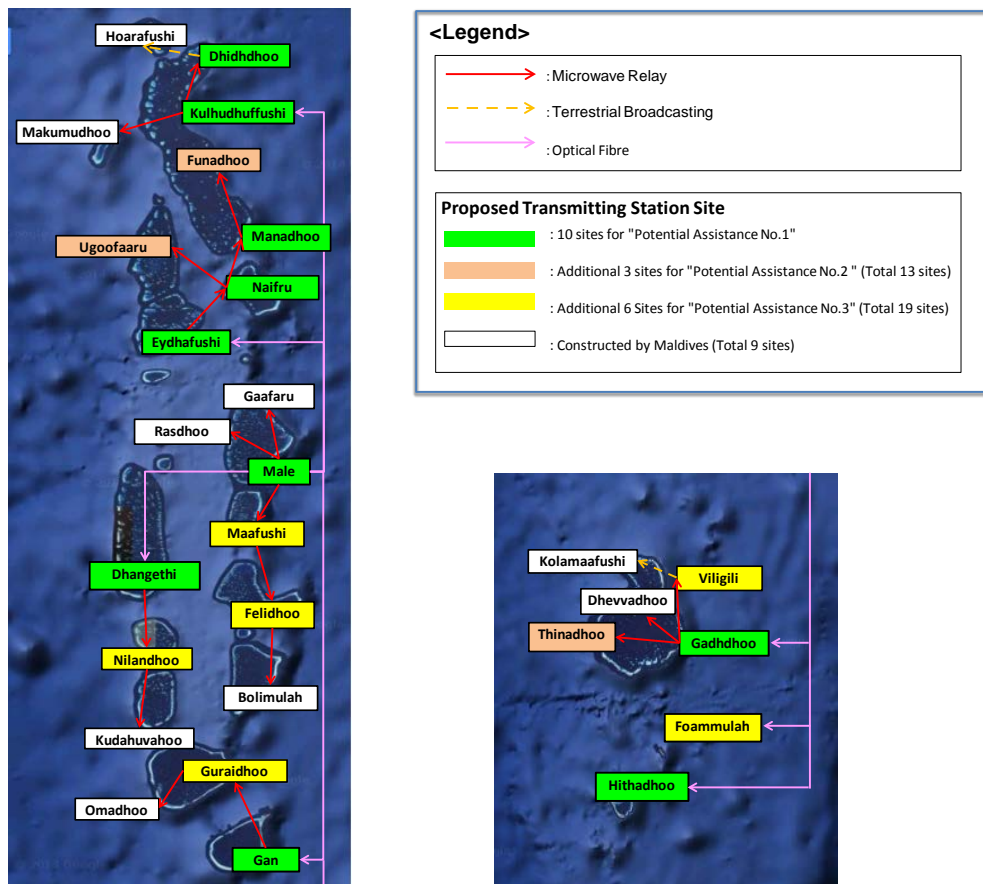 Hoarafushi
Dhidhdhoo
Kulhudhuffushi
Makumudhoo
Funadhoo
Ugoofaaru
Manadhoo
Naifru
Eydhafushi
Gaafaru
Rasdhoo
Male
Maafushi
Dhangethi
Felidhoo
Nilandhoo
Bolimulah
Kudahuvahoo
Guraidhoo
Omadhoo
Gan
<Legend>
: Microwave Relay
: Terrestrial Broadcasting
: Optical Fibre
Proposed Transmitting Station Site
: 10 sites for "Potential Assistance No.1"
: Additional 3 sites for "Potential Assistance No.2 " (Total 13 sites)
: Additional 6 Sites for "Potential Assistance No.3" (Total 19 sites)
: Constructed by Maldives (Total 9 sites)
Kolamaafushi
Viligili
Dhevvadhoo
Thinadhoo
Gadhdhoo
Foammulah
Hithadhoo